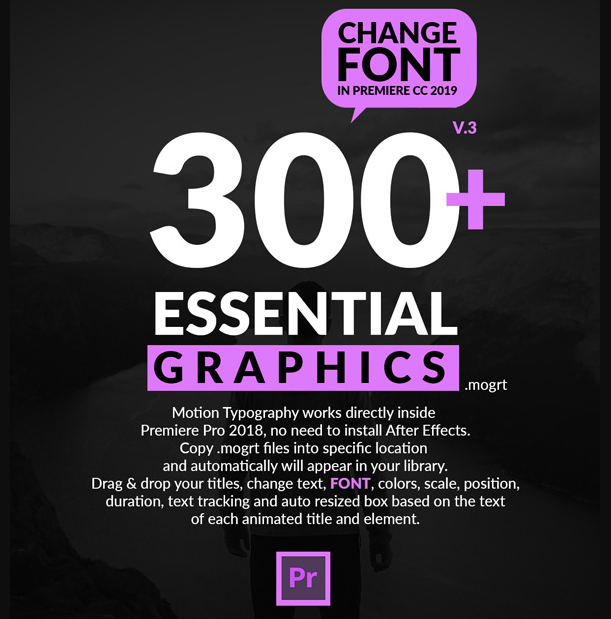 CHANGE
FONT
IN PREMIERE CC 2019
V.3
300+
ESSENTIAL
GRAPHICS
.mogrt
Motion Typography works directly inside
Premiere Pro 2018, no need to install After Effects.
Copy .mogrt files into specific location
and automatically will appear in your library.
Drag & drop your titles, change text, FONT, colors, scale, position,
duration, text tracking and auto resized box based on the text
of each animated title and element.
Pr